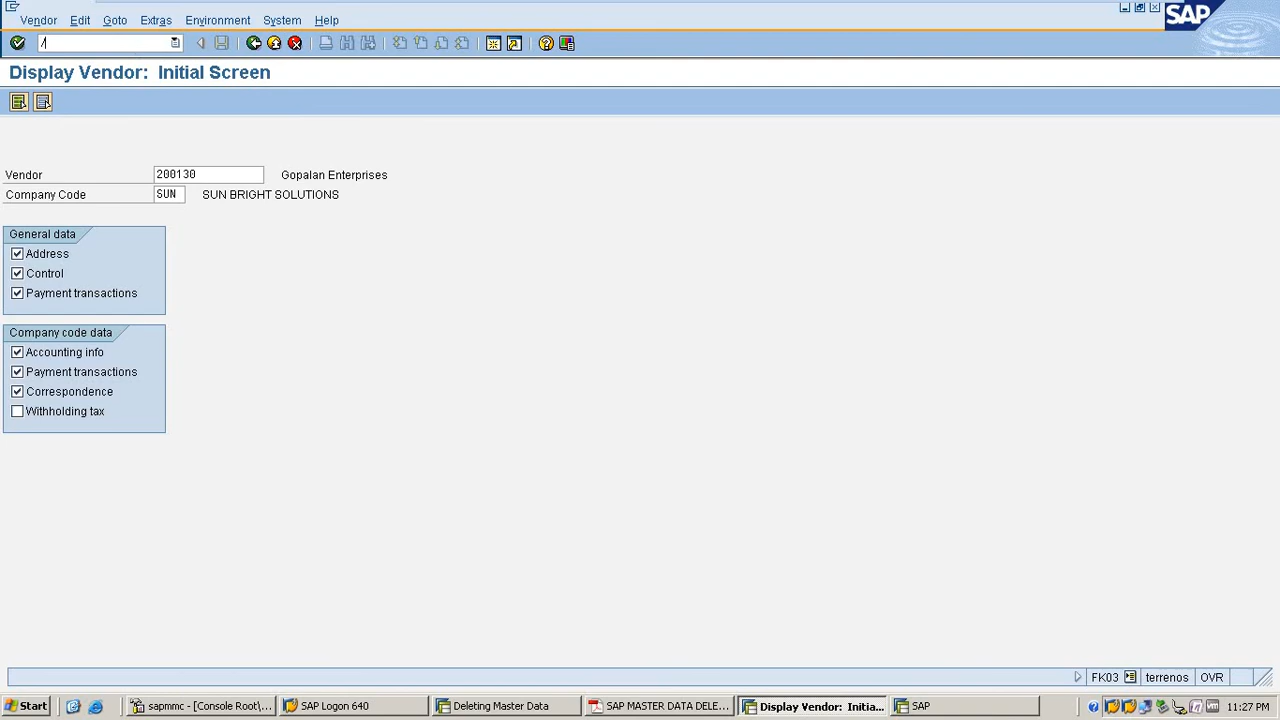 Vendor Edit Goto Extras Environment System Help
SAP
/
Display Vendor: Initial Screen
Vendor 200130 Gopalan Enterprises
Company Code SUN SUN BRIGHT SOLUTIONS
General data
Address
Control
Payment transactions
Company code data
Accounting info
Payment transactions
Correspondence
Withholding tax
FK03 terrenos OVR
Start sapmmc - [Console Root\... SAP Logon 640 Deleting Master Data SAP MASTER DATA DELE... Display Vendor: Initia... SAP 11:27 PM